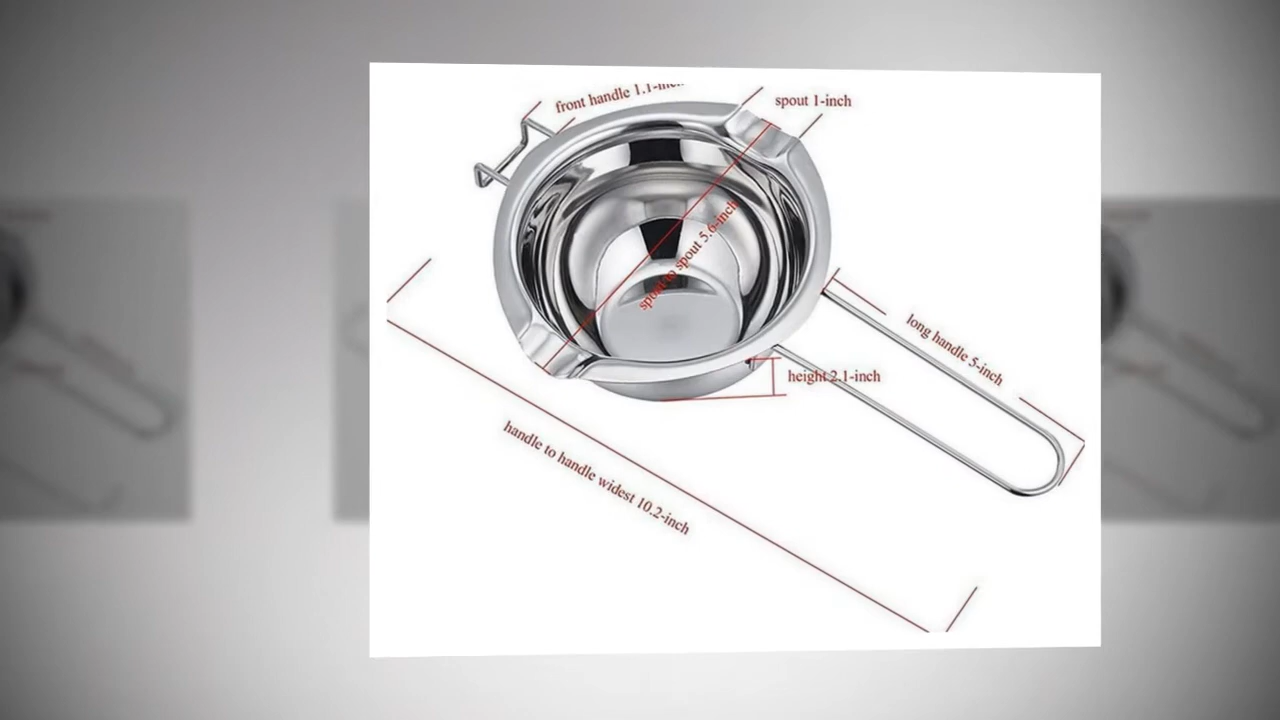 front handle 1.1-inch
spout 1-inch
spout to spout 5.6-inch
long handle 5-inch
height 2.1-inch
handle to handle widest 10.2-inch